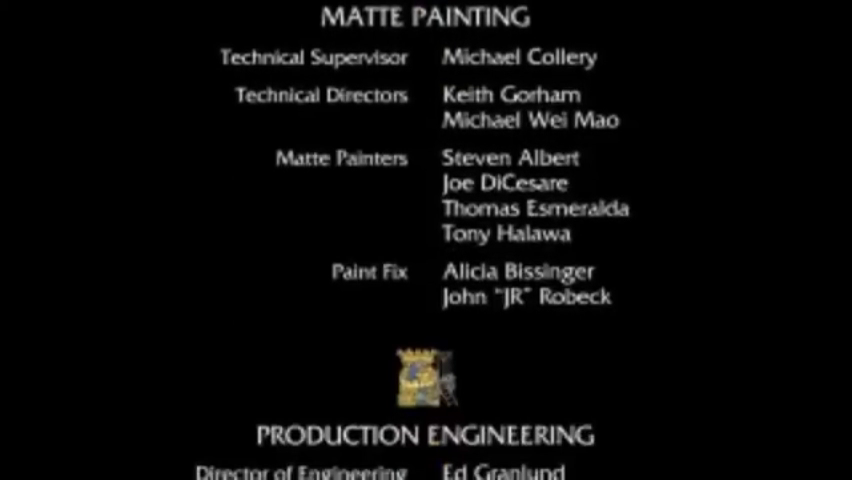 MATTE PAINTING
Technical Supervisor Michael Collery
Technical Directors Keith Gorham
Michael Wei Mao
Matte Painters Steven Albert
Joe DiCesare
Thomas Esmeralda
Tony Halawa
Paint Fix Alicia Bissinger
John "JR" Robeck
PRODUCTION ENGINEERING
Director of Engineering Ed Granlund